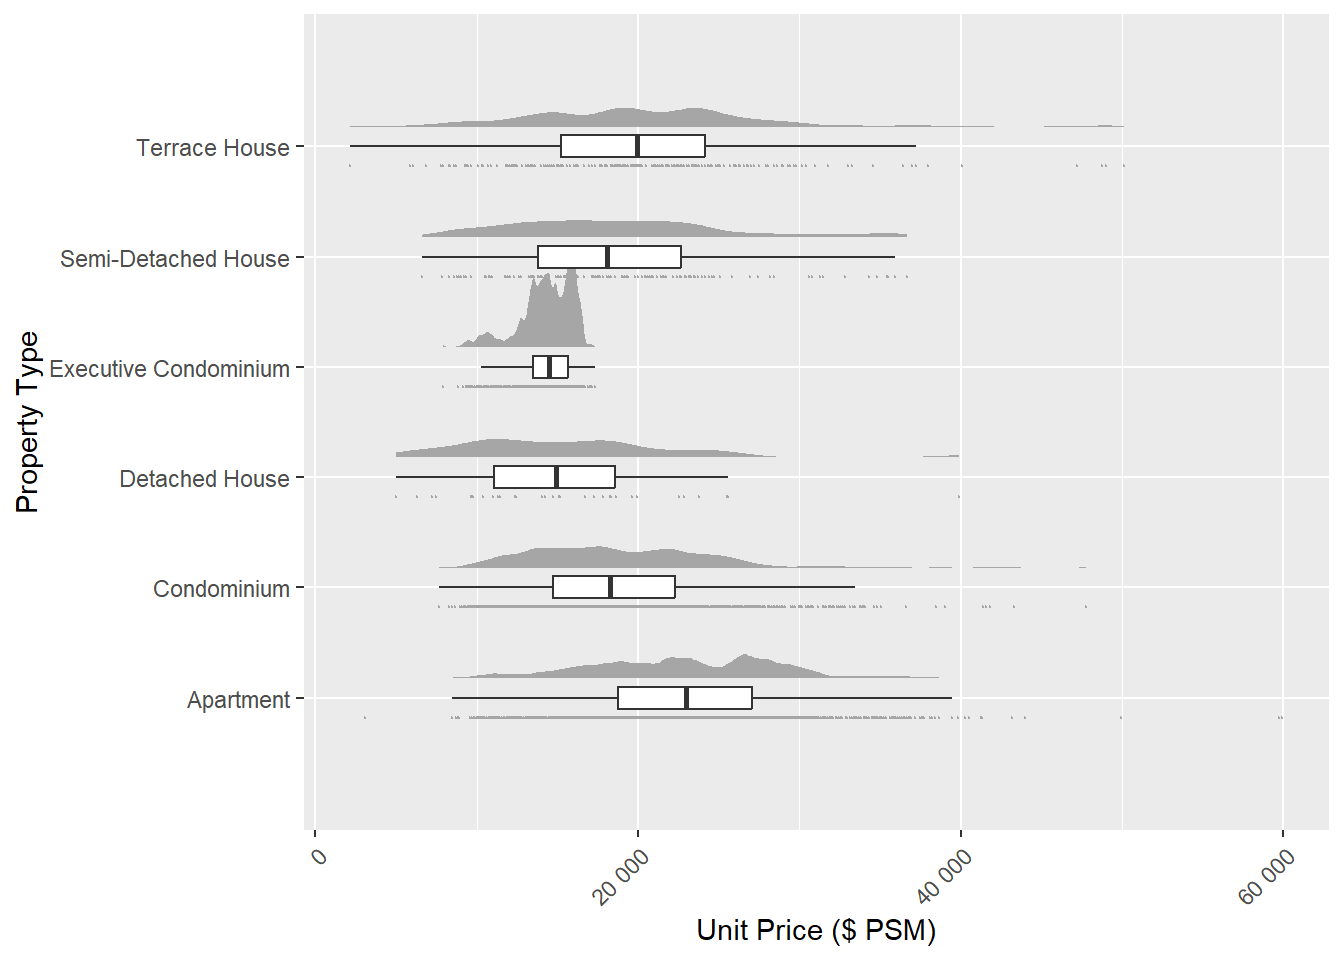 Property Type
Terrace House
Semi-Detached House
Executive Condominium
Detached House
Condominium
Apartment
0
20 000
40 000
60 000
Unit Price ($ PSM)